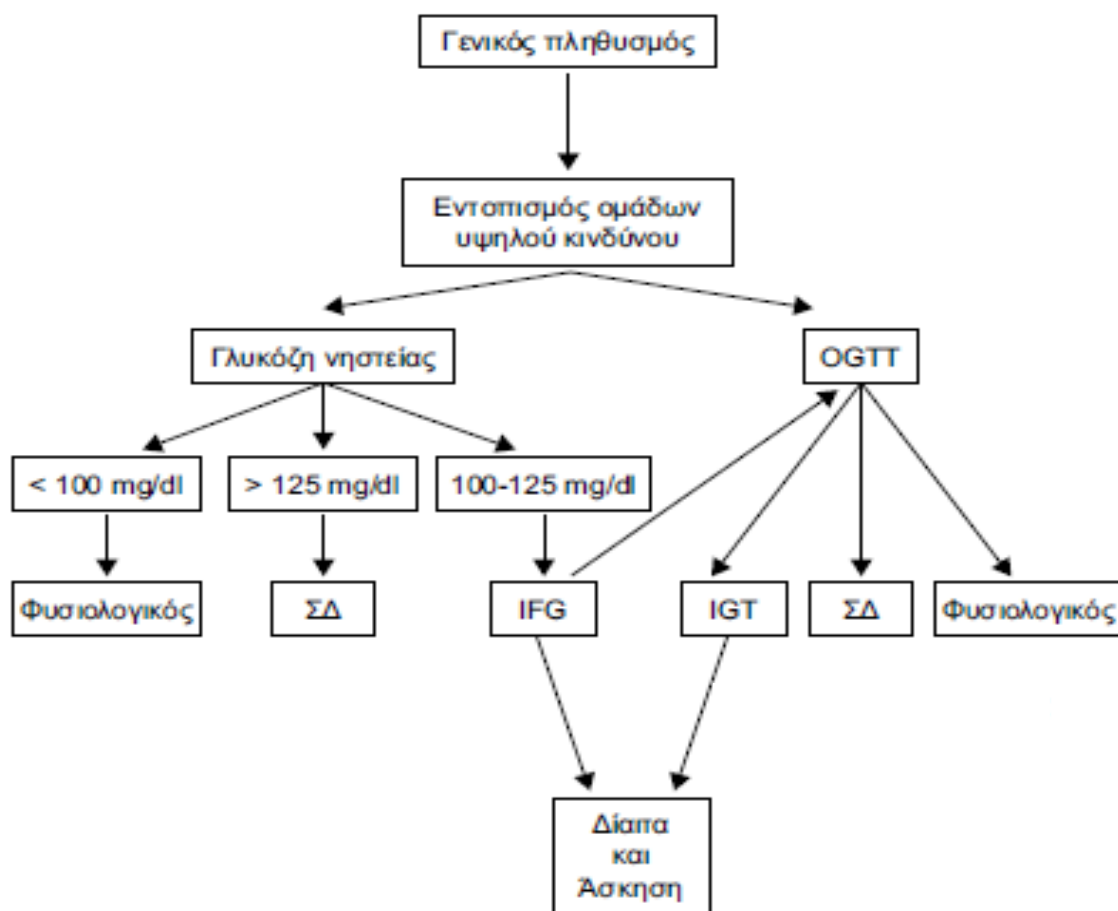 Γενικός πληθυσμός
Εντοπισμός ομάδων
υψηλού κινδύνου
Γλυκόζη νηστείας
OGTT
< 100 mg/dl
> 125 mg/dl
100-125 mg/dl
Φυσιολογικός
ΣΔ
IFG
IGT
ΣΔ
Φυσιολογικός
Δίαιτα
και
Άσκηση